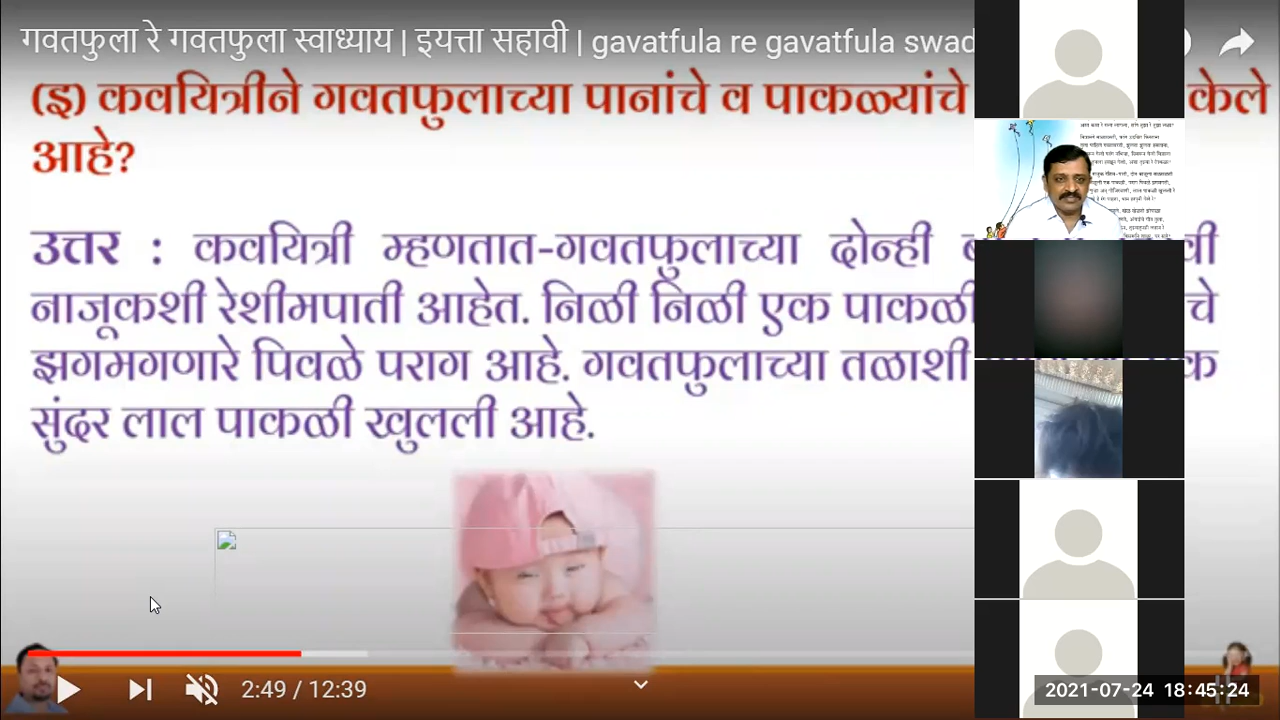 गवतफुला रे गवतफुला स्वाध्याय | इयत्ता सहावी | gavatfula re gavatfula
(इ) कवयित्रीने गवतफुलाच्या पानांचे व पाकळ्यांचे केले
आहे?
उत्तर : कवयित्री म्हणतात-गवतफुलाच्या दोन्ही
नाजूकशी रेशीमपाती आहेत. निळी निळी एक पाकळी
झगमगणारे पिवळे पराग आहे. गवतफुलाच्या तळाशी
सुंदर लाल पाकळी खुलली आहे.
2:49 / 12:39
2021-07-24 18:45:24